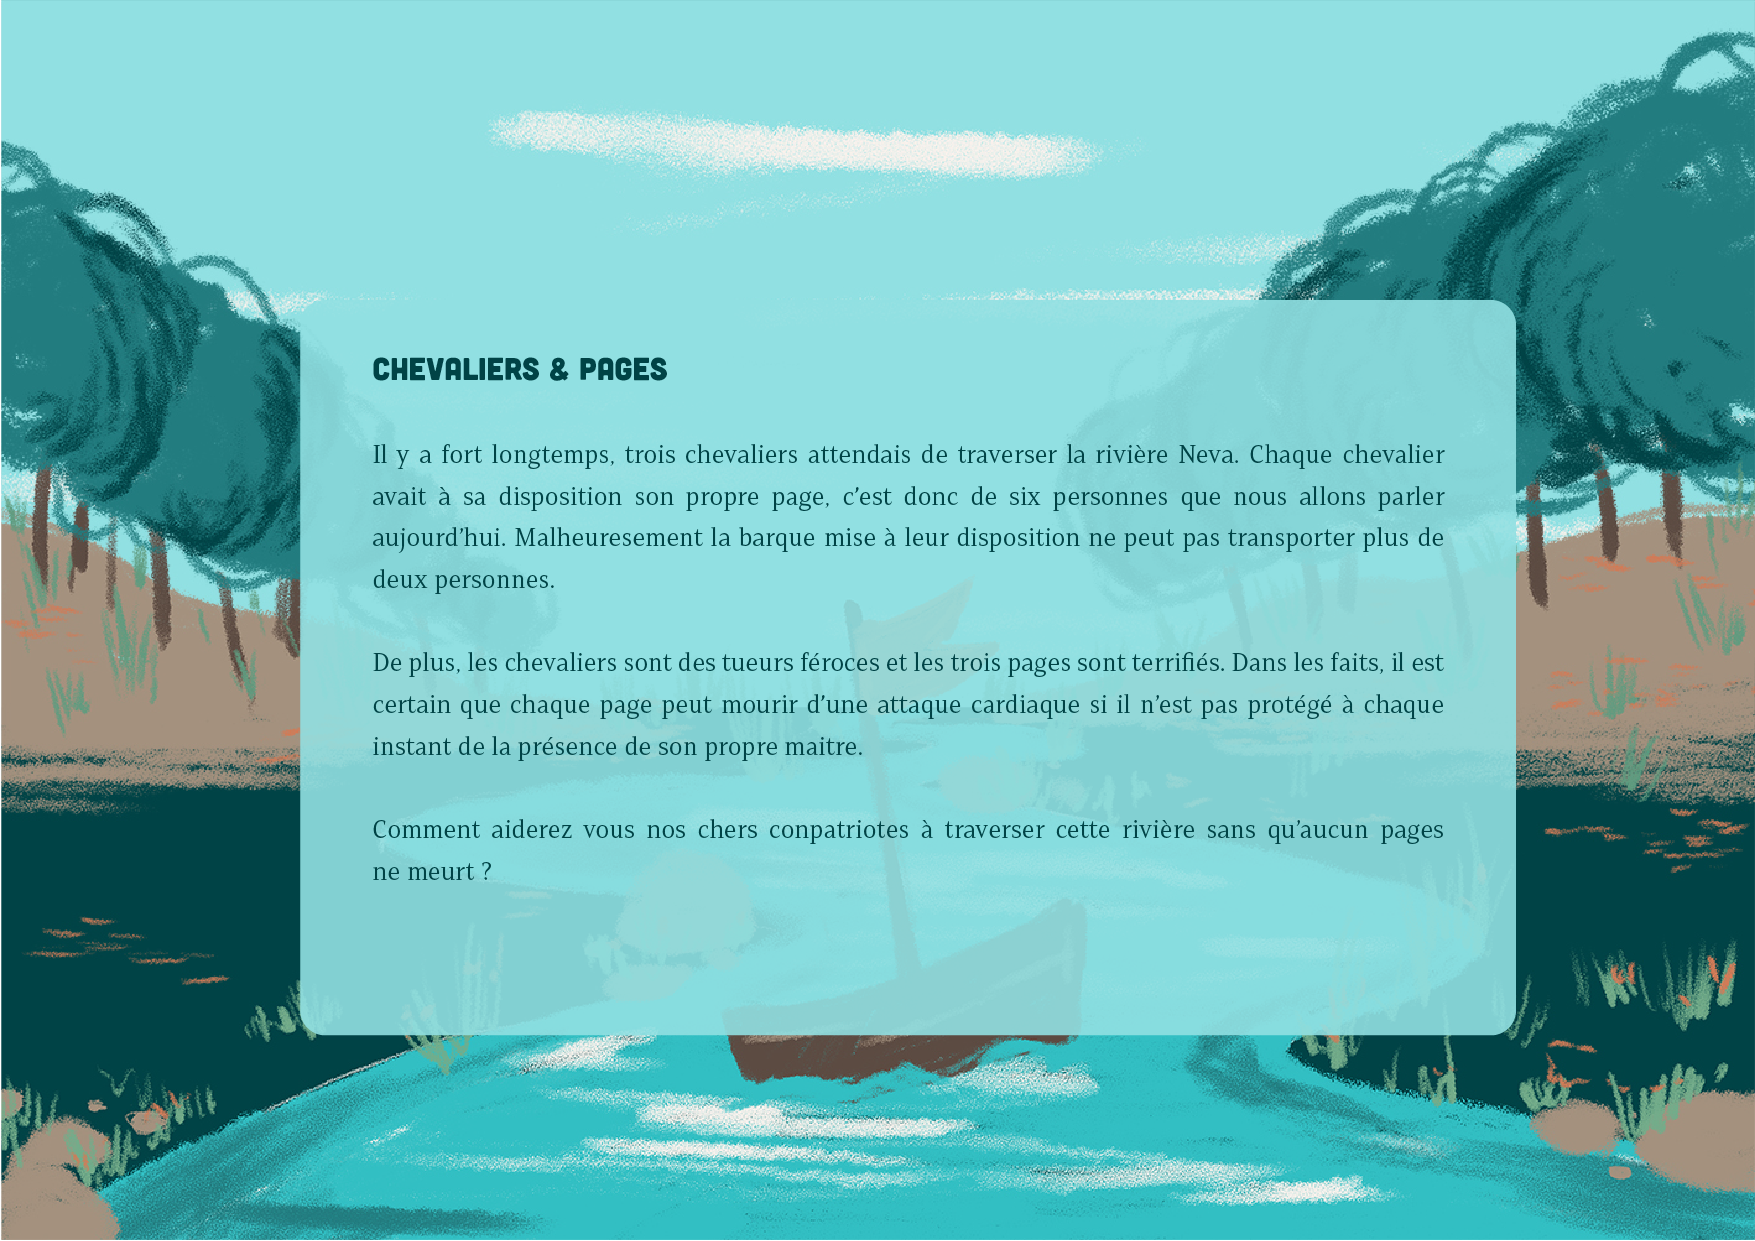 CHEVALIERS & PAGES
Il y a fort longtemps, trois chevaliers attendais de traverser la rivière Neva. Chaque chevalier
avait à sa disposition son propre page, c’est donc de six personnes que nous allons parler
aujourd’hui. Malheuresement la barque mise à leur disposition ne peut pas transporter plus de
deux personnes.
De plus, les chevaliers sont des tueurs féroces et les trois pages sont terrifiés. Dans les faits, il est
certain que chaque page peut mourir d’une attaque cardiaque si il n’est pas protégé à chaque
instant de la présence de son propre maitre.
Comment aiderez vous nos chers conpatriotes à traverser cette rivière sans qu’aucun pages
ne meurt ?